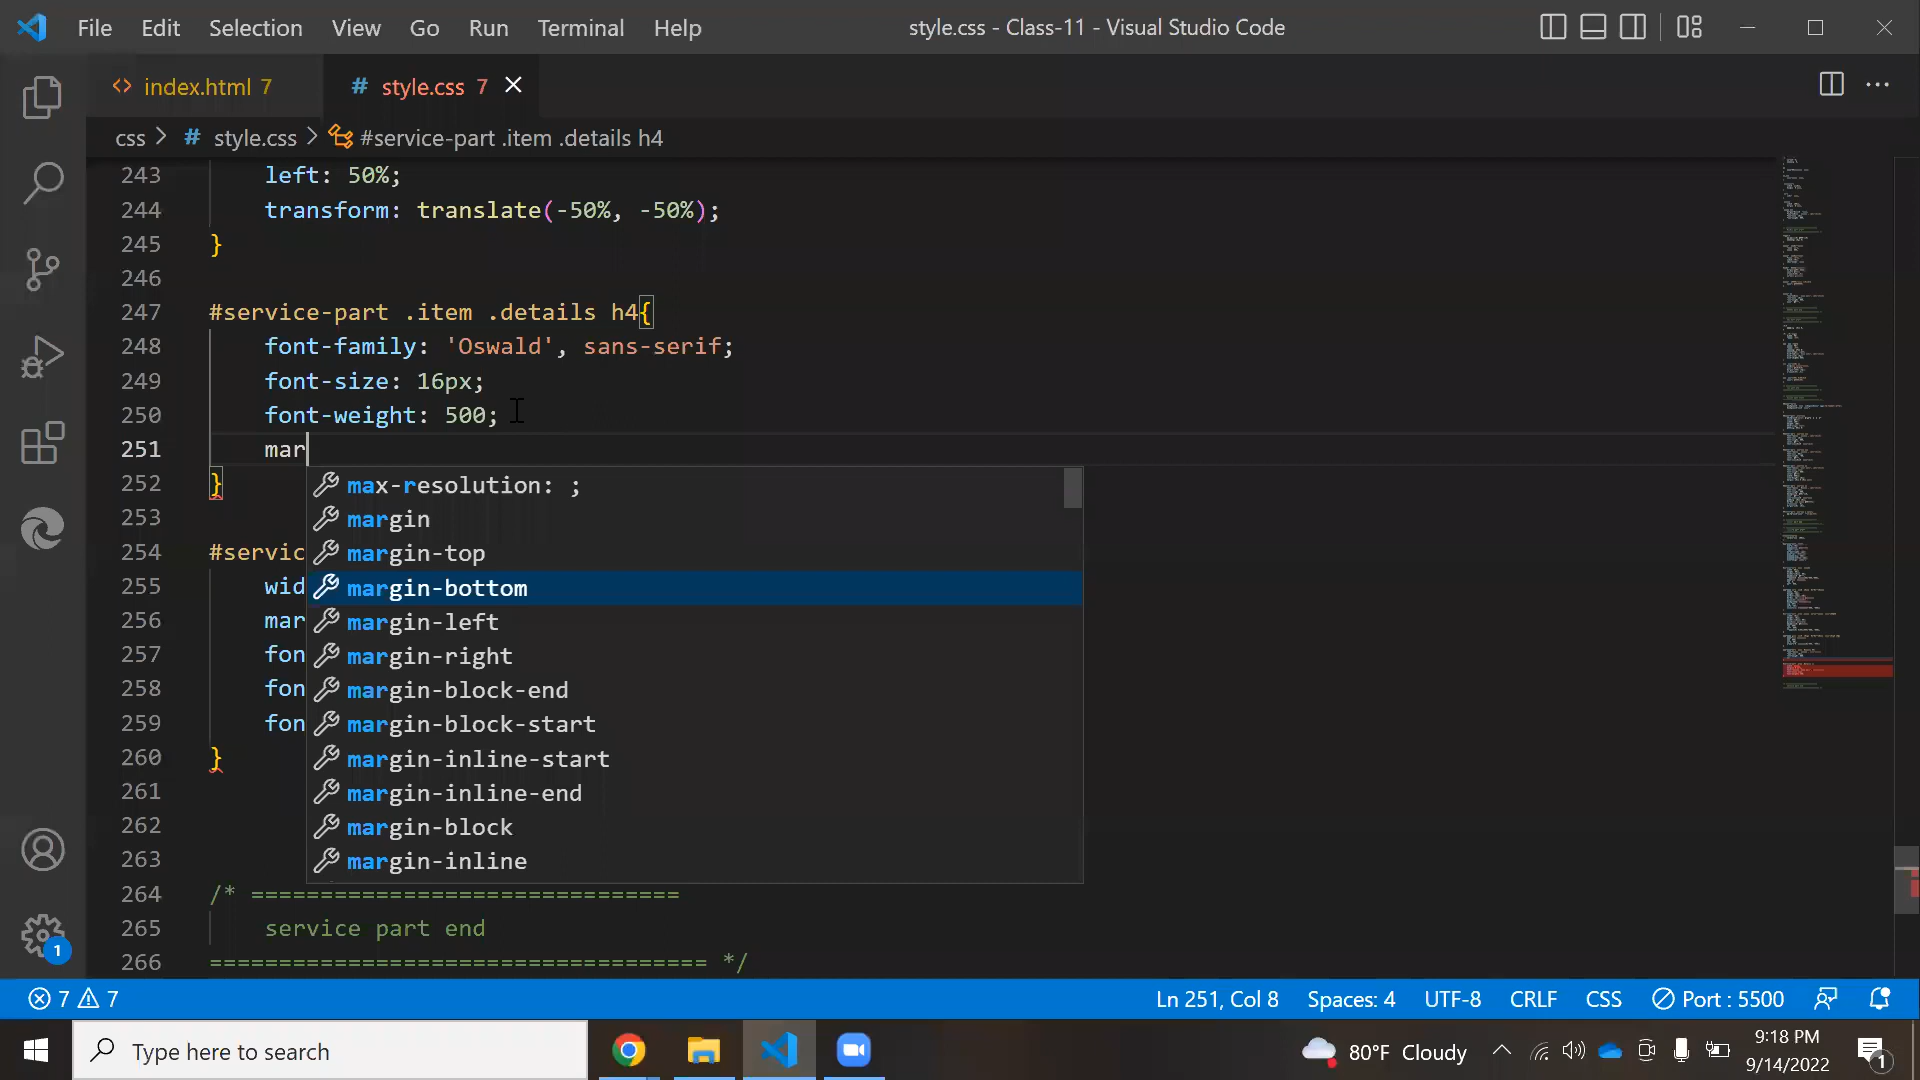 File Edit Selection View Go Run Terminal Help style.css - Class-11 - Visual Studio Code
index.html 7 # style.css 7
css > # style.css > #service-part .item .details h4
243 left: 50%;
244 transform: translate(-50%, -50%);
245 }
246
247 #service-part .item .details h4{
248 font-family: 'Oswald', sans-serif;
249 font-size: 16px;
250 font-weight: 500;
251 mar
252 } max-resolution: ;
253 margin
margin-top
254 #servic
255 wid margin-bottom
256 mar margin-left
257 fon margin-right
258 fon margin-block-end
259 fon margin-block-start
260 } margin-inline-start
261 margin-inline-end
262 margin-block
263 margin-inline
264 /* ===============================
265 service part end
266 ==================================== */
7 7 Ln 251, Col 8 Spaces: 4 UTF-8 CRLF CSS Port : 5500
1
Type here to search 80°F Cloudy 9:18 PM
9/14/2022 1